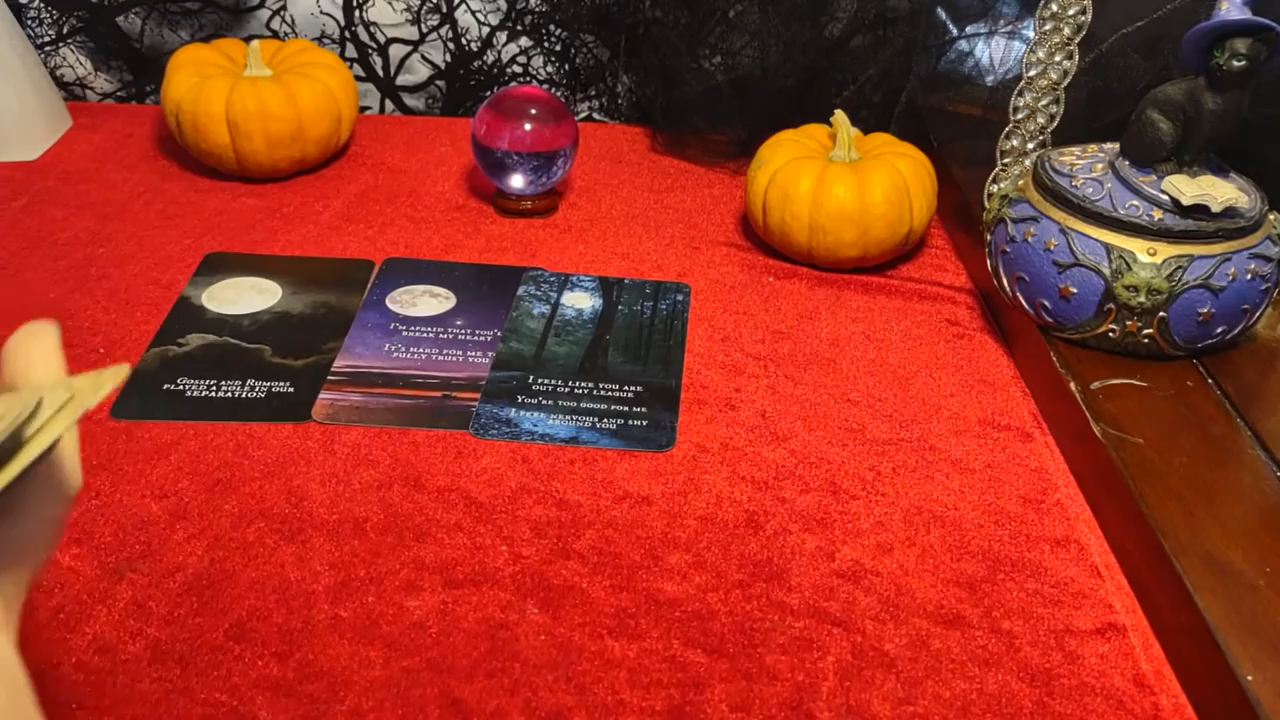 Gossip and Rumors
played a role in our
separation
I'm afraid that you'l
break my heart
It's hard for me to
fully trust you
I feel like you are
out of my league
You're too good for me
I feel nervous and shy
around you